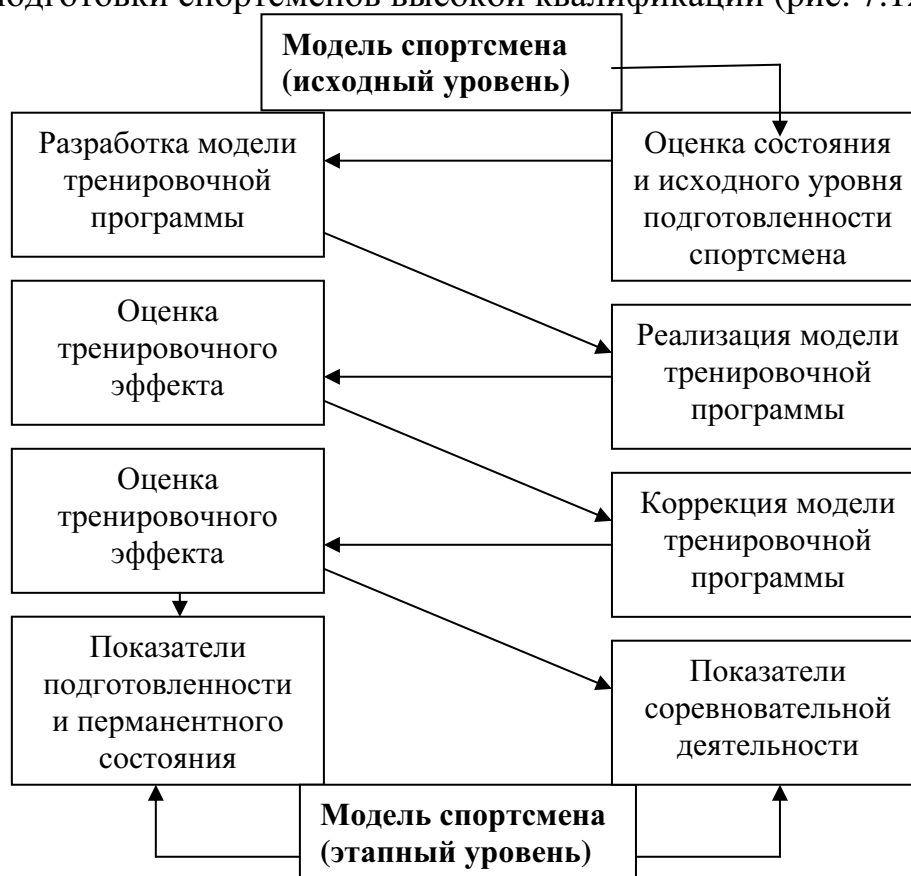 подготовки спортсменов высокой квалификации (рис. 7.1
Модель спортсмена
(исходный уровень)
Разработка модели
тренировочной
программы
Оценка состояния
и исходного уровня
подготовленности
спортсмена
Оценка
тренировочного
эффекта
Реализация модели
тренировочной
программы
Оценка
тренировочного
эффекта
Коррекция модели
тренировочной
программы
Показатели
подготовленности
и перманентного
состояния
Показатели
соревновательной
деятельности
Модель спортсмена
(этапный уровень)